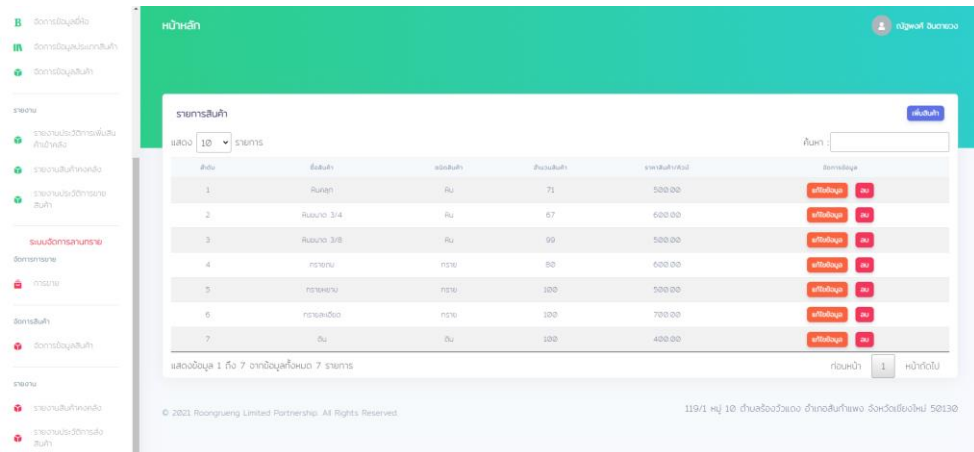 B จัดการข้อมูลยี่ห้อ
จัดการข้อมูลประเภทสินค้า
จัดการข้อมูลสินค้า
รายงาน
รายงานประวัติการเพิ่มสิน
ค้าเข้าคลัง
รายงานสินค้าคงคลัง
รายงานประวัติการขาย
สินค้า
ระบบจัดการลานทราย
จัดการการขาย
การขาย
จัดการสินค้า
จัดการข้อมูลสินค้า
รายงาน
รายงานสินค้าคงคลัง
รายงานประวัติการสั่ง
สินค้า
หน้าหลัก
ณัฐพงศ์ อินตายวง
รายการสินค้า
เพิ่มสินค้า
แสดง 10 รายการ
ค้นหา :
ลำดับ ชื่อสินค้า ชนิดสินค้า จำนวนสินค้า ราคาสินค้า/คิวบ์ จัดการข้อมูล
1 หินคลุก หิน 71 500.00 แก้ไขข้อมูล ลบ
2 หินขนาด 3/4 หิน 67 600.00 แก้ไขข้อมูล ลบ
3 หินขนาด 3/8 หิน 99 500.00 แก้ไขข้อมูล ลบ
4 ทรายถม ทราย 80 600.00 แก้ไขข้อมูล ลบ
5 ทรายหยาบ ทราย 100 500.00 แก้ไขข้อมูล ลบ
6 ทรายละเอียด ทราย 100 700.00 แก้ไขข้อมูล ลบ
7 ดิน ดิน 100 400.00 แก้ไขข้อมูล ลบ
แสดงข้อมูล 1 ถึง 7 จากข้อมูลทั้งหมด 7 รายการ
ก่อนหน้า 1 หน้าถัดไป
© 2021 Roongrueng Limited Partnership. All Rights Reserved.
119/1 หมู่ 10 ตำบลร้องวัวแดง อำเภอสันกำแพง จังหวัดเชียงใหม่ 50130